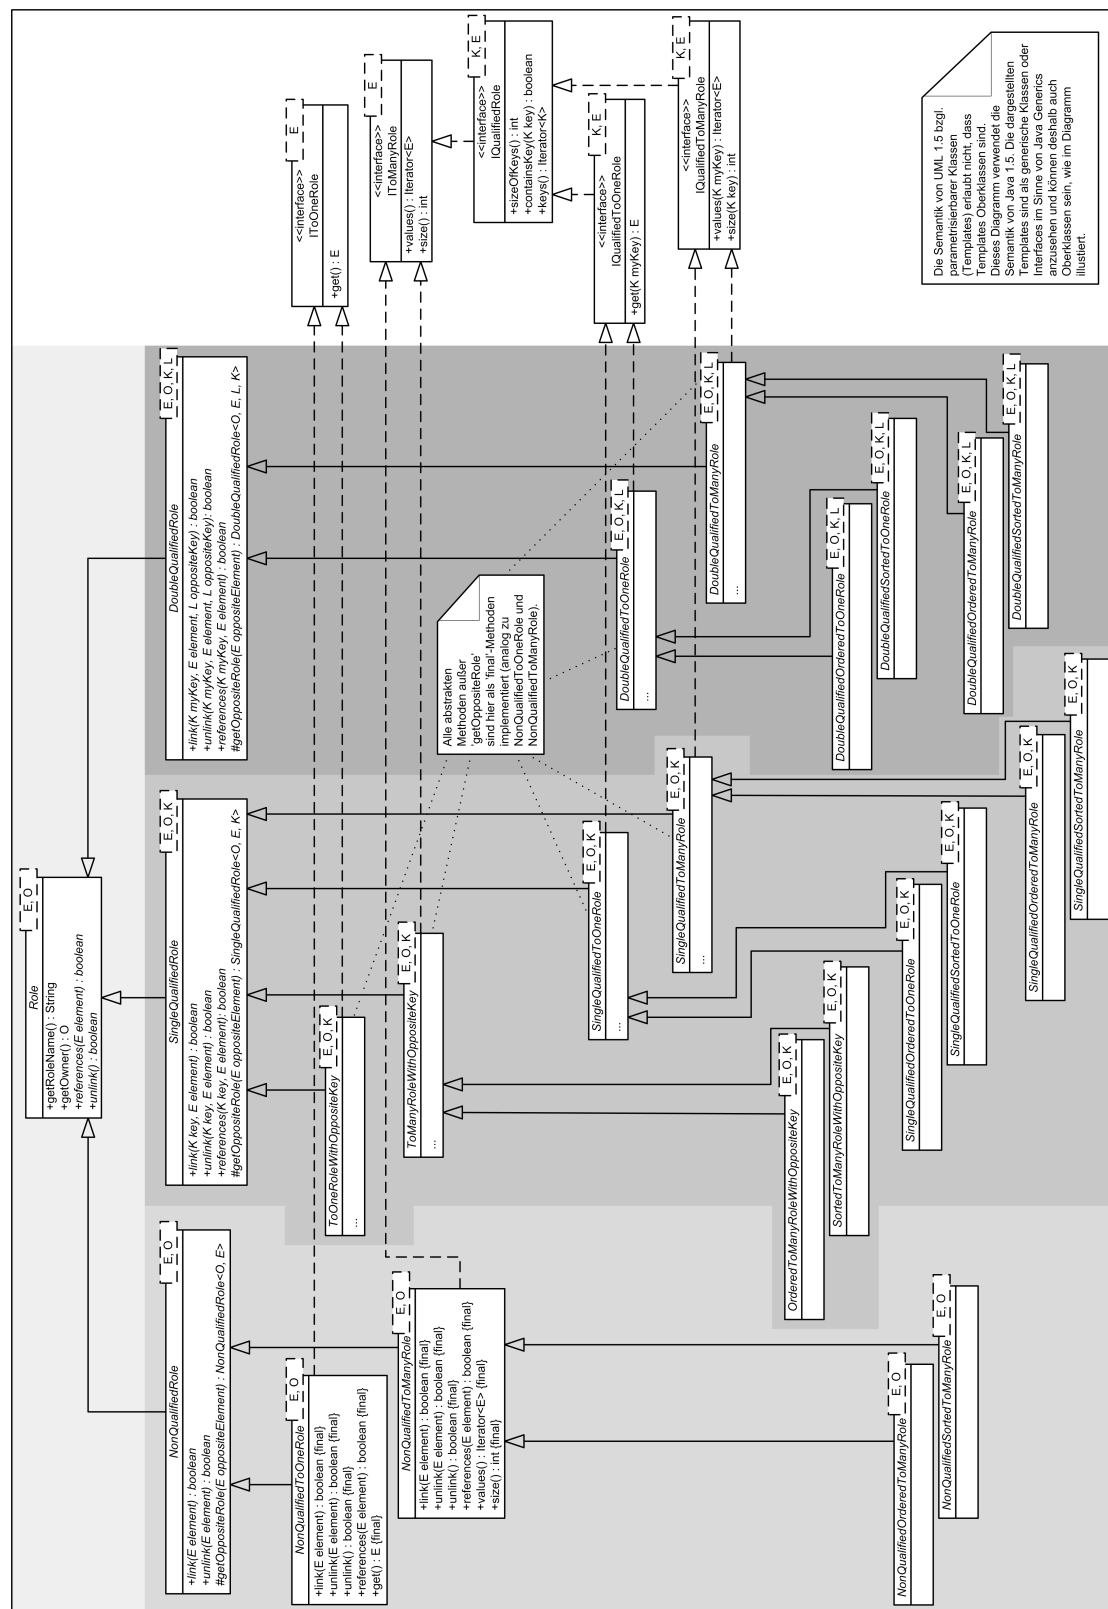 Role
E, O
+getRoleName() : String
+getOwner() : O
+references(E element) : boolean
+unlink() : boolean
NonQualifiedRole
E, O
+link(E element) : boolean
+unlink(E element) : boolean
#getOppositeRole(E oppositeElement) : NonQualifiedRole<O, E>
SingleQualifiedRole
E, O, K
+link(K key, E element) : boolean
+unlink(K key, E element) : boolean
+references(K key, E element): boolean
#getOppositeRole(E oppositeElement) : SingleQualifiedRole<O, E, K>
DoubleQualifiedRole
E, O, K, L
+link(K myKey, E element, L oppositeKey) : boolean
+unlink(K myKey, E element, L oppositeKey): boolean
+references(K myKey, E element) : boolean
#getOppositeRole(E oppositeElement) : DoubleQualifiedRole<O, E, L, K>
NonQualifiedToOneRole
E, O
+link(E element) : boolean {final}
+unlink(E element) : boolean {final}
+unlink() : boolean {final}
+references(E element) : boolean {final}
+get() : E {final}
ToOneRoleWithOppositeKey
E, O, K
...
<<interface>>
IToOneRole
E
+get() : E
NonQualifiedToManyRole
E, O
+link(E element) : boolean {final}
+unlink(E element) : boolean {final}
+unlink() : boolean {final}
+references(E element) : boolean {final}
+values() : Iterator<E> {final}
+size() : int {final}
ToManyRoleWithOppositeKey
E, O, K
...
Alle abstrakten
Methoden außer
'getOppositeRole'
sind hier als 'final'-Methoden
implementiert (analog zu
NonQualifiedToOneRole und
NonQualifiedToManyRole).
<<interface>>
IToManyRole
E
+values() : Iterator<E>
+size() : int
<<interface>>
IQualifiedRole
K, E
+sizeOfKeys() : int
+containsKey(K key) : boolean
+keys() : Iterator<K>
SingleQualifiedToOneRole
E, O, K
...
DoubleQualifiedToOneRole
E, O, K, L
...
<<interface>>
IQualifiedToOneRole
K, E
+get(K myKey) : E
SingleQualifiedToManyRole
E, O, K
...
DoubleQualifiedToManyRole
E, O, K, L
...
<<interface>>
IQualifiedToManyRole
K, E
+values(K myKey) : Iterator<E>
+size(K key) : int
OrderedToManyRoleWithOppositeKey
E, O, K
SortedToManyRoleWithOppositeKey
E, O, K
DoubleQualifiedOrderedToOneRole
E, O, K, L
DoubleQualifiedSortedToOneRole
E, O, K, L
NonQualifiedOrderedToManyRole
E, O
NonQualifiedSortedToManyRole
E, O
SingleQualifiedOrderedToOneRole
E, O, K
SingleQualifiedSortedToOneRole
E, O, K
DoubleQualifiedOrderedToManyRole
E, O, K, L
DoubleQualifiedSortedToManyRole
E, O, K, L
SingleQualifiedOrderedToManyRole
E, O, K
SingleQualifiedSortedToManyRole
E, O, K
Die Semantik von UML 1.5 bzgl.
parametrisierbarer Klassen
(Templates) erlaubt nicht, dass
Templates Oberklassen sind.
Dieses Diagramm verwendet die
Semantik von Java 1.5. Die dargestellten
Templates sind als generische Klassen oder
Interfaces im Sinne von Java Generics
anzusehen und können deshalb auch
Oberklassen sein, wie im Diagramm
illustriert.